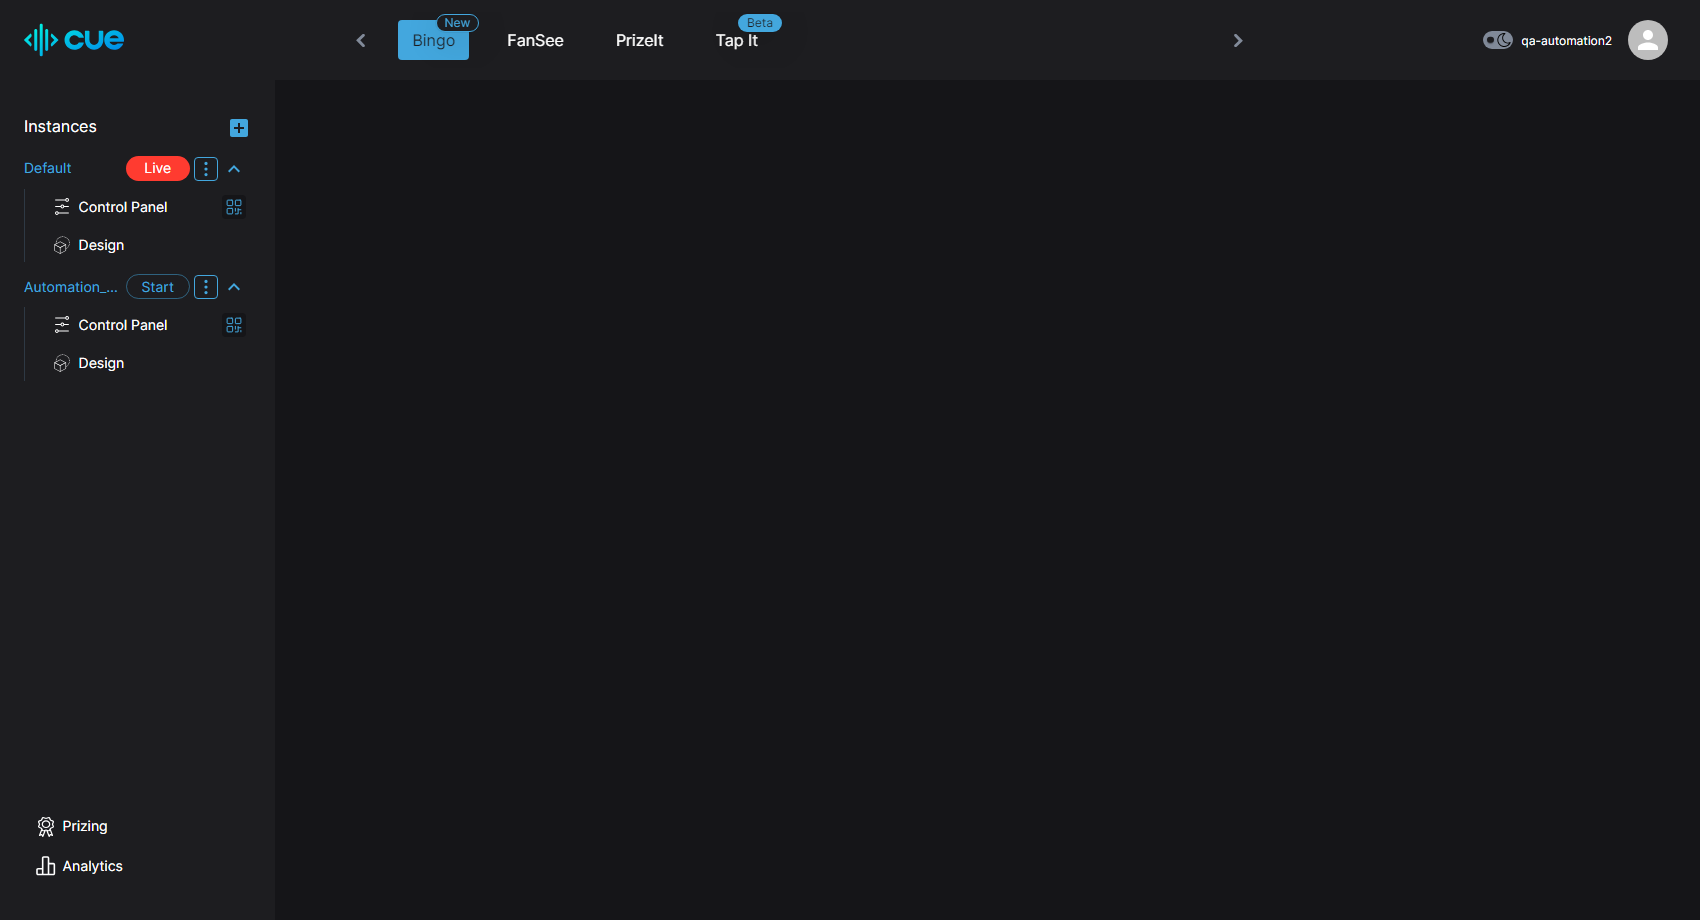 cue
New
Bingo
FanSee
PrizeIt
Beta
Tap It
qa-automation2
Instances
Default
Live
Control Panel
Design
Automation_...
Start
Control Panel
Design
Prizing
Analytics